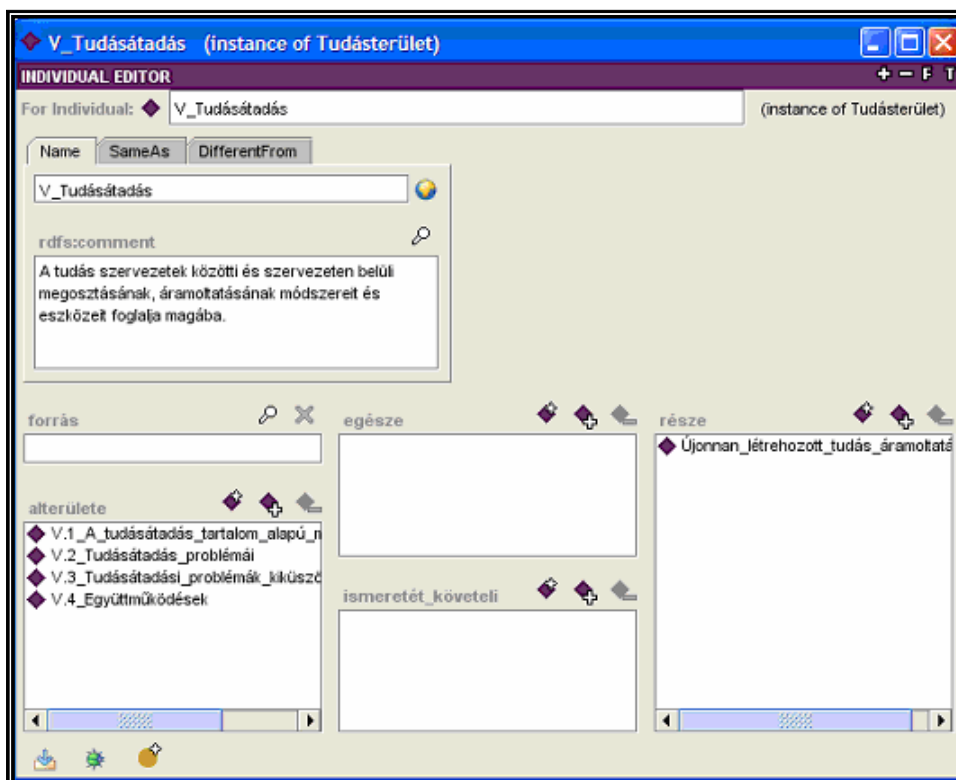 V_Tudásátadás (instance of Tudásterület)
INDIVIDUAL EDITOR
+ − F T
For Individual: V_Tudásátadás (instance of Tudásterület)
Name SameAs DifferentFrom
V_Tudásátadás
rdfs:comment
A tudás szervezetek közötti és szervezeten belüli
megosztásának, áramoltatásának módszereit és
eszközeit foglalja magába.
forrás
alterülete
V.1_A_tudásátadás_tartalom_alapú_n
V.2_Tudásátadás_problémái
V.3_Tudásátadási_problémák_kiküszö
V.4_Együttműködések
egésze
ismeretét_követeli
része
Újonnan_létrehozott_tudás_áramoltatá